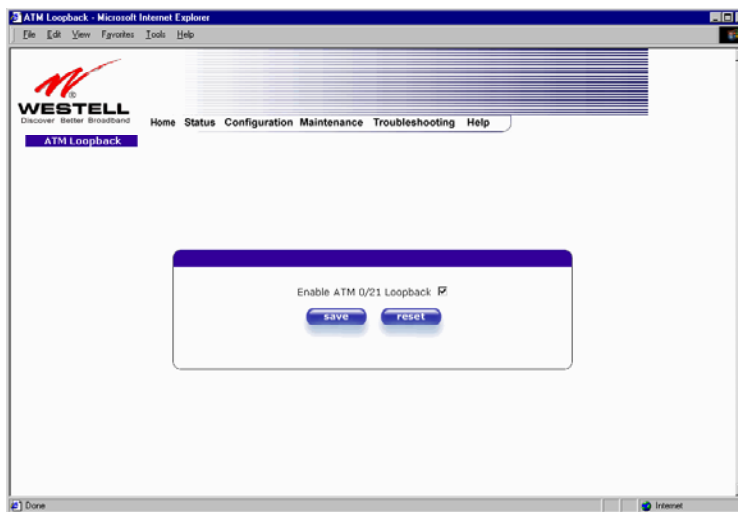 ATM Loopback - Microsoft Internet Explorer
File Edit View Favorites Tools Help
®
WESTELL
Discover Better Broadband
Home Status Configuration Maintenance Troubleshooting Help
ATM Loopback
Enable ATM 0/21 Loopback
save reset
Done Internet